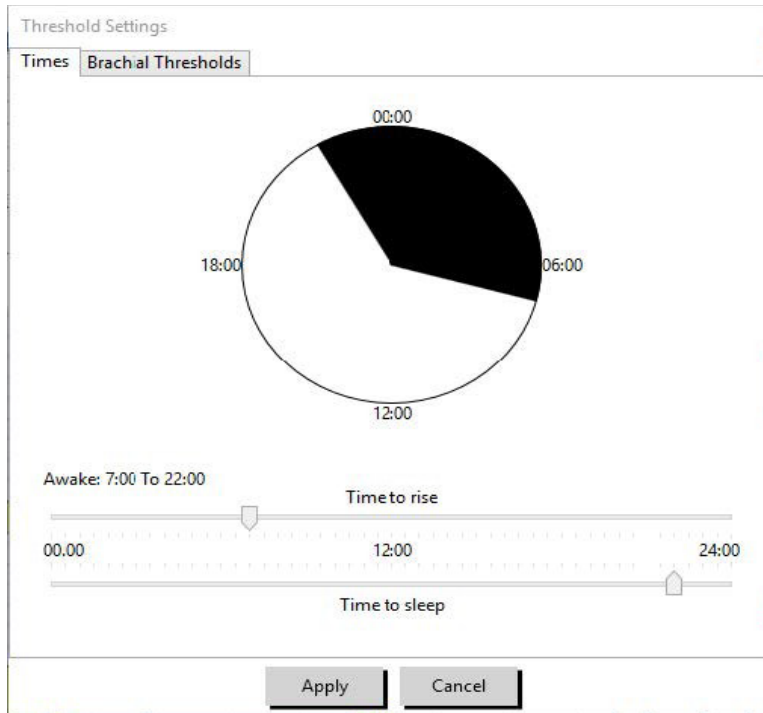 Threshold Settings
Times Brachial Thresholds
00:00
18:00 06:00
12:00
Awake: 7:00 To 22:00
Time to rise
00.00 12:00 24:00
Time to sleep
Apply Cancel